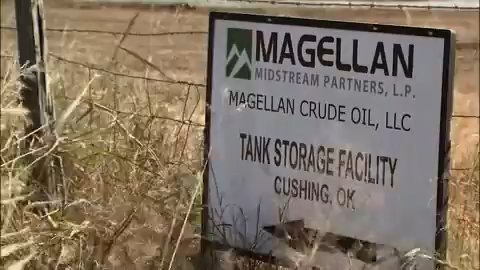 MAGELLAN
MIDSTREAM PARTNERS, L.P.
MAGELLAN CRUDE OIL, LLC
TANK STORAGE FACILITY
CUSHING, OK